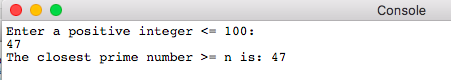 Console
Enter a positive integer <= 100:
47
The closest prime number >= n is: 47